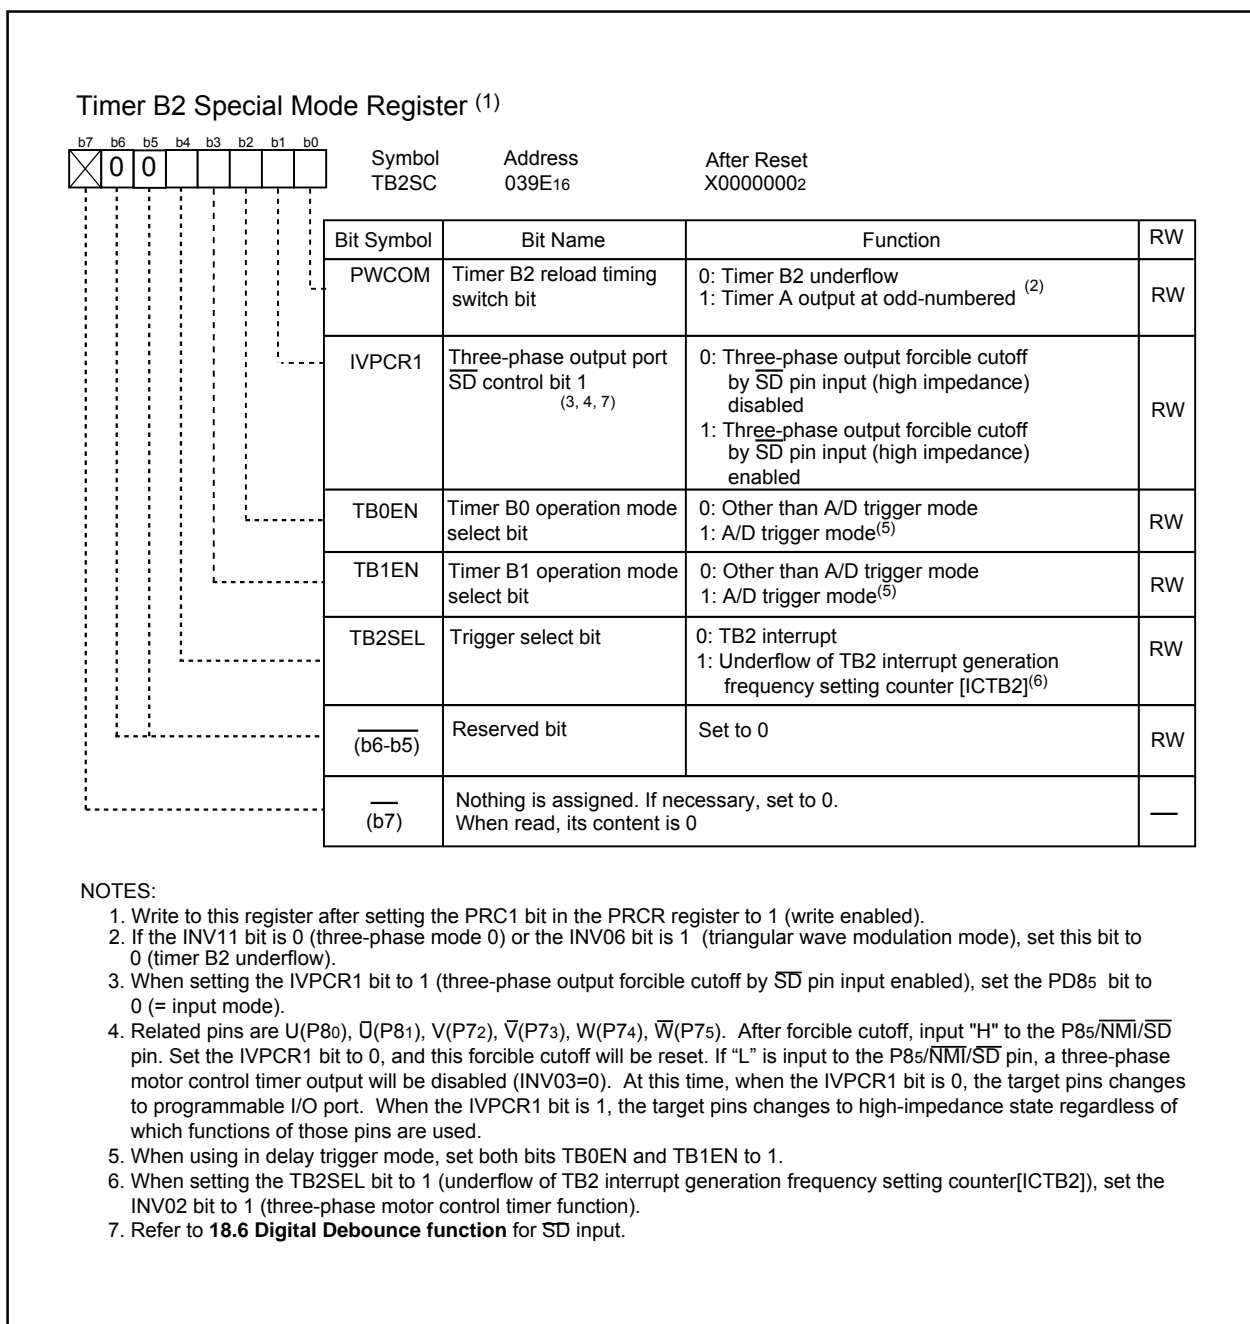 Timer B2 Special Mode Register (1)
b7 b6 b5 b4 b3 b2 b1 b0
0 0
Symbol Address After Reset
TB2SC 039E16 X00000002
Bit Symbol Bit Name Function RW
PWCOM Timer B2 reload timing switch bit 0: Timer B2 underflow
1: Timer A output at odd-numbered (2) RW
IVPCR1 Three-phase output port
S̅D̅ control bit 1
(3, 4, 7)
0: Three-phase output forcible cutoff
by S̅D̅ pin input (high impedance)
disabled
1: Three-phase output forcible cutoff
by S̅D̅ pin input (high impedance)
enabled
RW
TB0EN Timer B0 operation mode
select bit
0: Other than A/D trigger mode
1: A/D trigger mode(5)
RW
TB1EN Timer B1 operation mode
select bit
0: Other than A/D trigger mode
1: A/D trigger mode(5)
RW
TB2SEL Trigger select bit
0: TB2 interrupt
1: Underflow of TB2 interrupt generation
frequency setting counter [ICTB2](6)
RW
(b6-b5) Reserved bit Set to 0 RW
(b7)
Nothing is assigned. If necessary, set to 0.
When read, its content is 0
—
NOTES:
1. Write to this register after setting the PRC1 bit in the PRCR register to 1 (write enabled).
2. If the INV11 bit is 0 (three-phase mode 0) or the INV06 bit is 1 (triangular wave modulation mode), set this bit to
0 (timer B2 underflow).
3. When setting the IVPCR1 bit to 1 (three-phase output forcible cutoff by S̅D̅ pin input enabled), set the PD85 bit to
0 (= input mode).
4. Related pins are U(P80), U̅(P81), V(P72), V̅(P73), W(P74), W̅(P75). After forcible cutoff, input "H" to the P85/N̅M̅I̅/S̅D̅
pin. Set the IVPCR1 bit to 0, and this forcible cutoff will be reset. If “L” is input to the P85/N̅M̅I̅/S̅D̅ pin, a three-phase
motor control timer output will be disabled (INV03=0). At this time, when the IVPCR1 bit is 0, the target pins changes
to programmable I/O port. When the IVPCR1 bit is 1, the target pins changes to high-impedance state regardless of
which functions of those pins are used.
5. When using in delay trigger mode, set both bits TB0EN and TB1EN to 1.
6. When setting the TB2SEL bit to 1 (underflow of TB2 interrupt generation frequency setting counter[ICTB2]), set the
INV02 bit to 1 (three-phase motor control timer function).
7. Refer to 18.6 Digital Debounce function for S̅D̅ input.